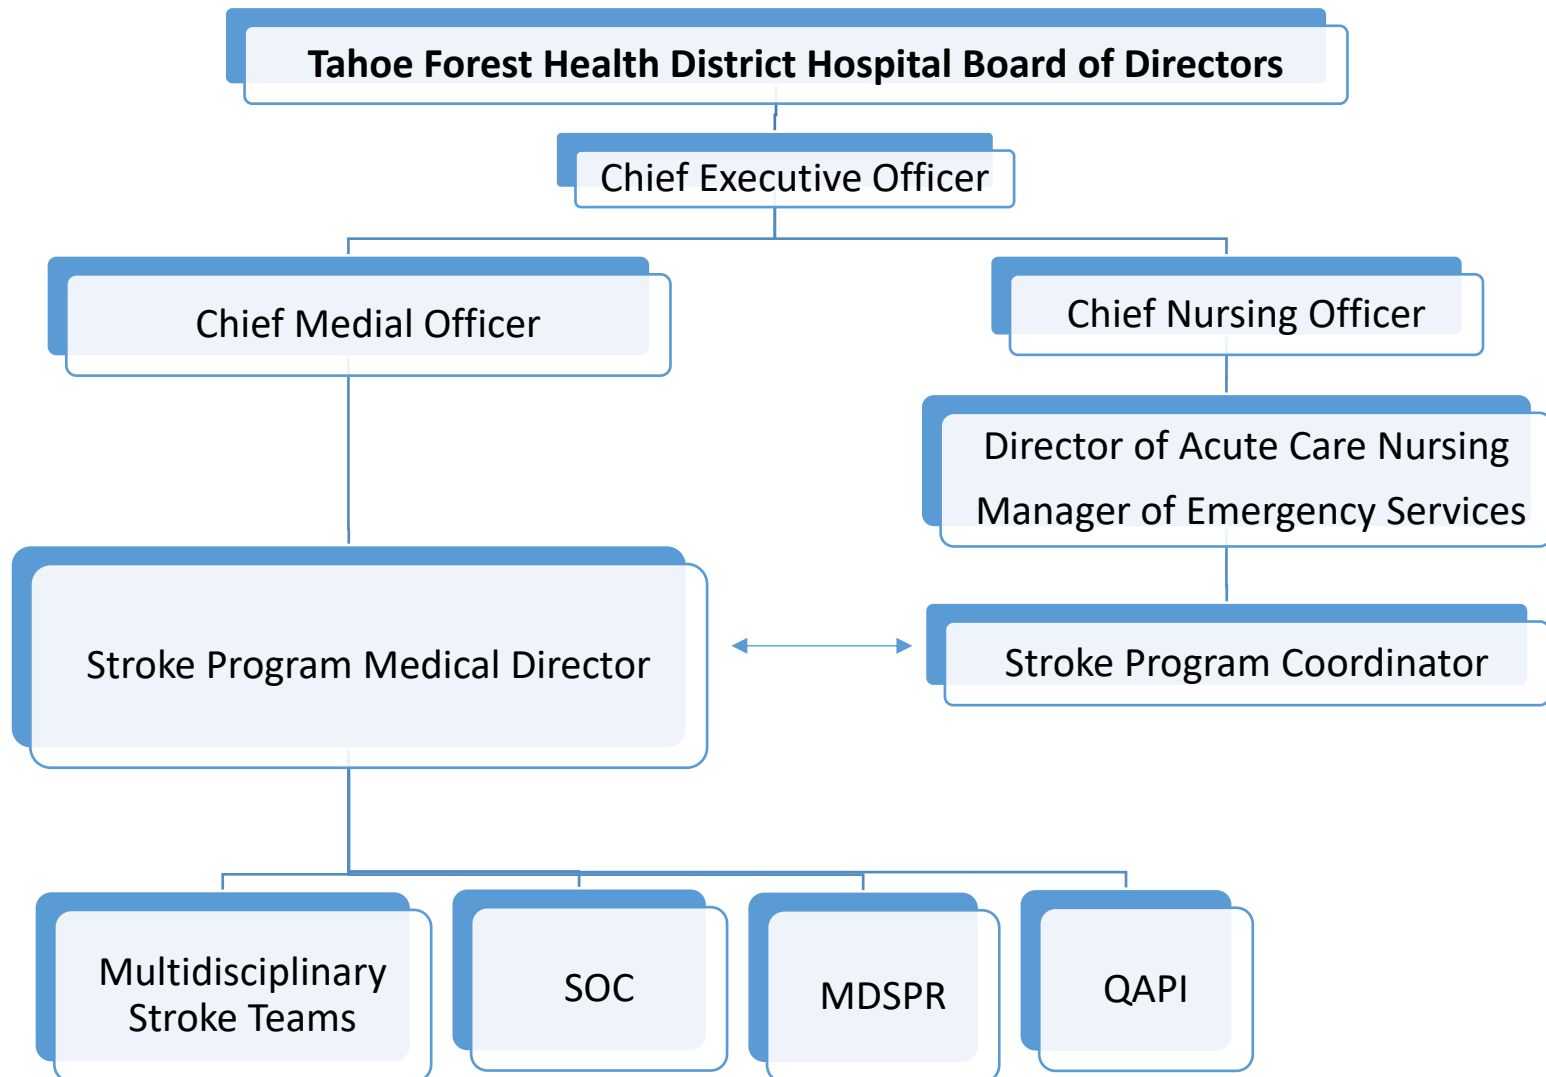 Tahoe Forest Health District Hospital Board of Directors
Chief Executive Officer
Chief Medial Officer
Chief Nursing Officer
Director of Acute Care Nursing
Manager of Emergency Services
Stroke Program Medical Director
Stroke Program Coordinator
Multidisciplinary
Stroke Teams
SOC
MDSPR
QAPI